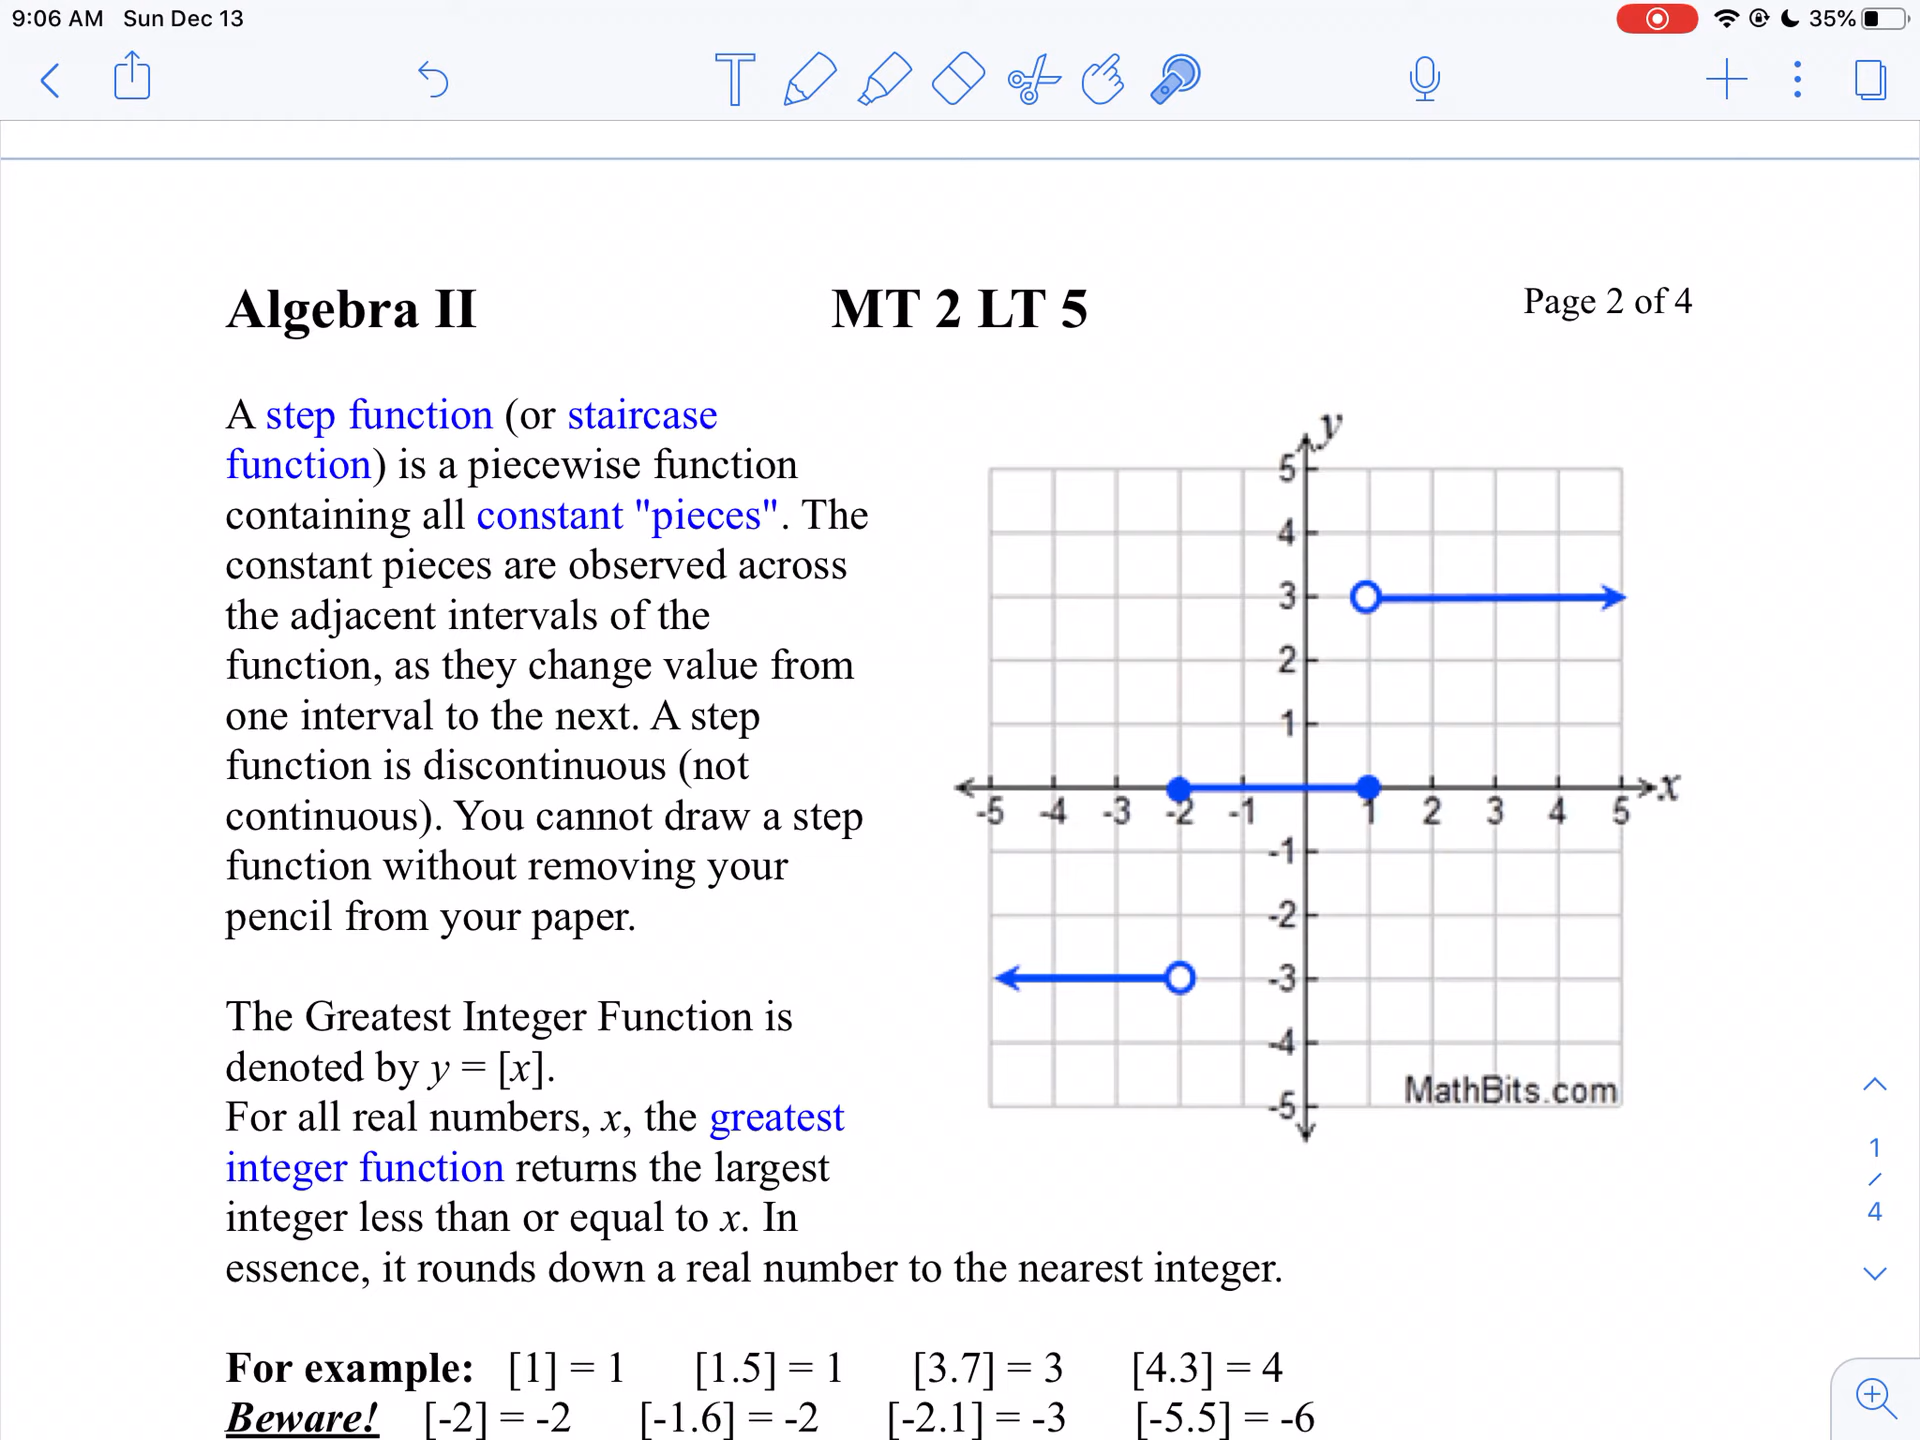 9:06 AM Sun Dec 13
35%
Algebra II MT 2 LT 5 Page 2 of 4
A step function (or staircase
function) is a piecewise function
containing all constant "pieces". The
constant pieces are observed across
the adjacent intervals of the
function, as they change value from
one interval to the next. A step
function is discontinuous (not
continuous). You cannot draw a step
function without removing your
pencil from your paper.
The Greatest Integer Function is
denoted by y = [x].
For all real numbers, x, the greatest
integer function returns the largest
integer less than or equal to x. In
essence, it rounds down a real number to the nearest integer.
For example: [1] = 1 [1.5] = 1 [3.7] = 3 [4.3] = 4
Beware! [-2] = -2 [-1.6] = -2 [-2.1] = -3 [-5.5] = -6
y
5
4
3
2
1
-5 -4 -3 -2 -1 1 2 3 4 5 x
-1
-2
-3
-4
-5
MathBits.com
1
/
4